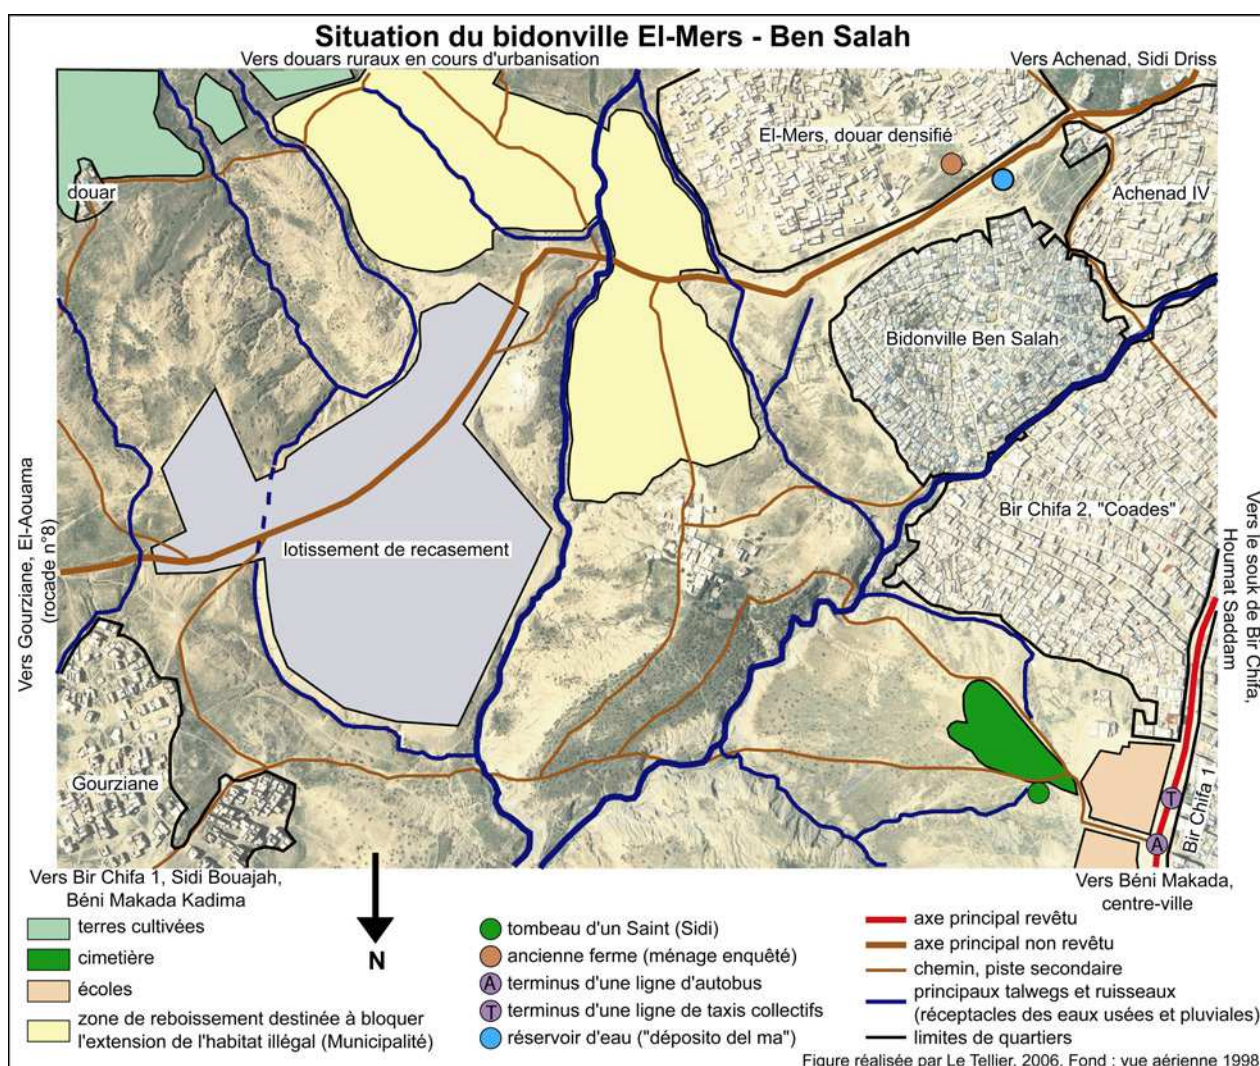 Situation du bidonville El-Mers - Ben Salah
Vers douars ruraux en cours d'urbanisation
Vers Achenad, Sidi Driss
El-Mers, douar densifié
douar
Achenad IV
Bidonville Ben Salah
Vers Gourziane, El-Aouama
(rocade n°8)
lotissement de recasement
Bir Chifa 2, "Coades"
Vers le souk de Bir Chifa,
Houmat Saddam
Gourziane
T
Bir Chifa 1
A
Vers Bir Chifa 1, Sidi Bouajah,
Béni Makada Kadima
Vers Béni Makada,
centre-ville
N
terres cultivées
cimetière
écoles
zone de reboissement destinée à bloquer
l'extension de l'habitat illégal (Municipalité)
tombeau d'un Saint (Sidi)
ancienne ferme (ménage enquêté)
A terminus d'une ligne d'autobus
T terminus d'une ligne de taxis collectifs
réservoir d'eau ("déposito del ma")
axe principal revêtu
axe principal non revêtu
chemin, piste secondaire
principaux talwegs et ruisseaux
(réceptacles des eaux usées et pluviales)
limites de quartiers
Figure réalisée par Le Tellier, 2006. Fond : vue aérienne 1998